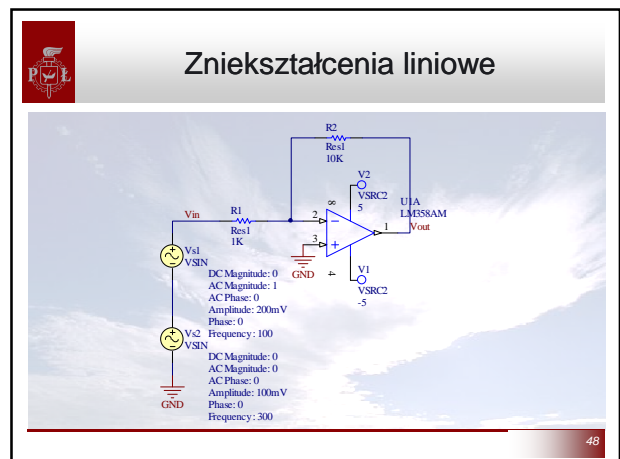 P Ł
Zniekształcenia liniowe
R2
Res1
10K
V2
VSRC2
5
U1A
LM358AM
8
Vin
R1
Res1
1K
2
3
1
Vout
GND
4
V1
VSRC2
-5
Vs1
VSIN
DC Magnitude: 0
AC Magnitude: 1
AC Phase: 0
Amplitude: 200mV
Phase: 0
Frequency: 100
Vs2
VSIN
DC Magnitude: 0
AC Magnitude: 0
AC Phase: 0
Amplitude: 100mV
Phase: 0
Frequency: 300
GND
48